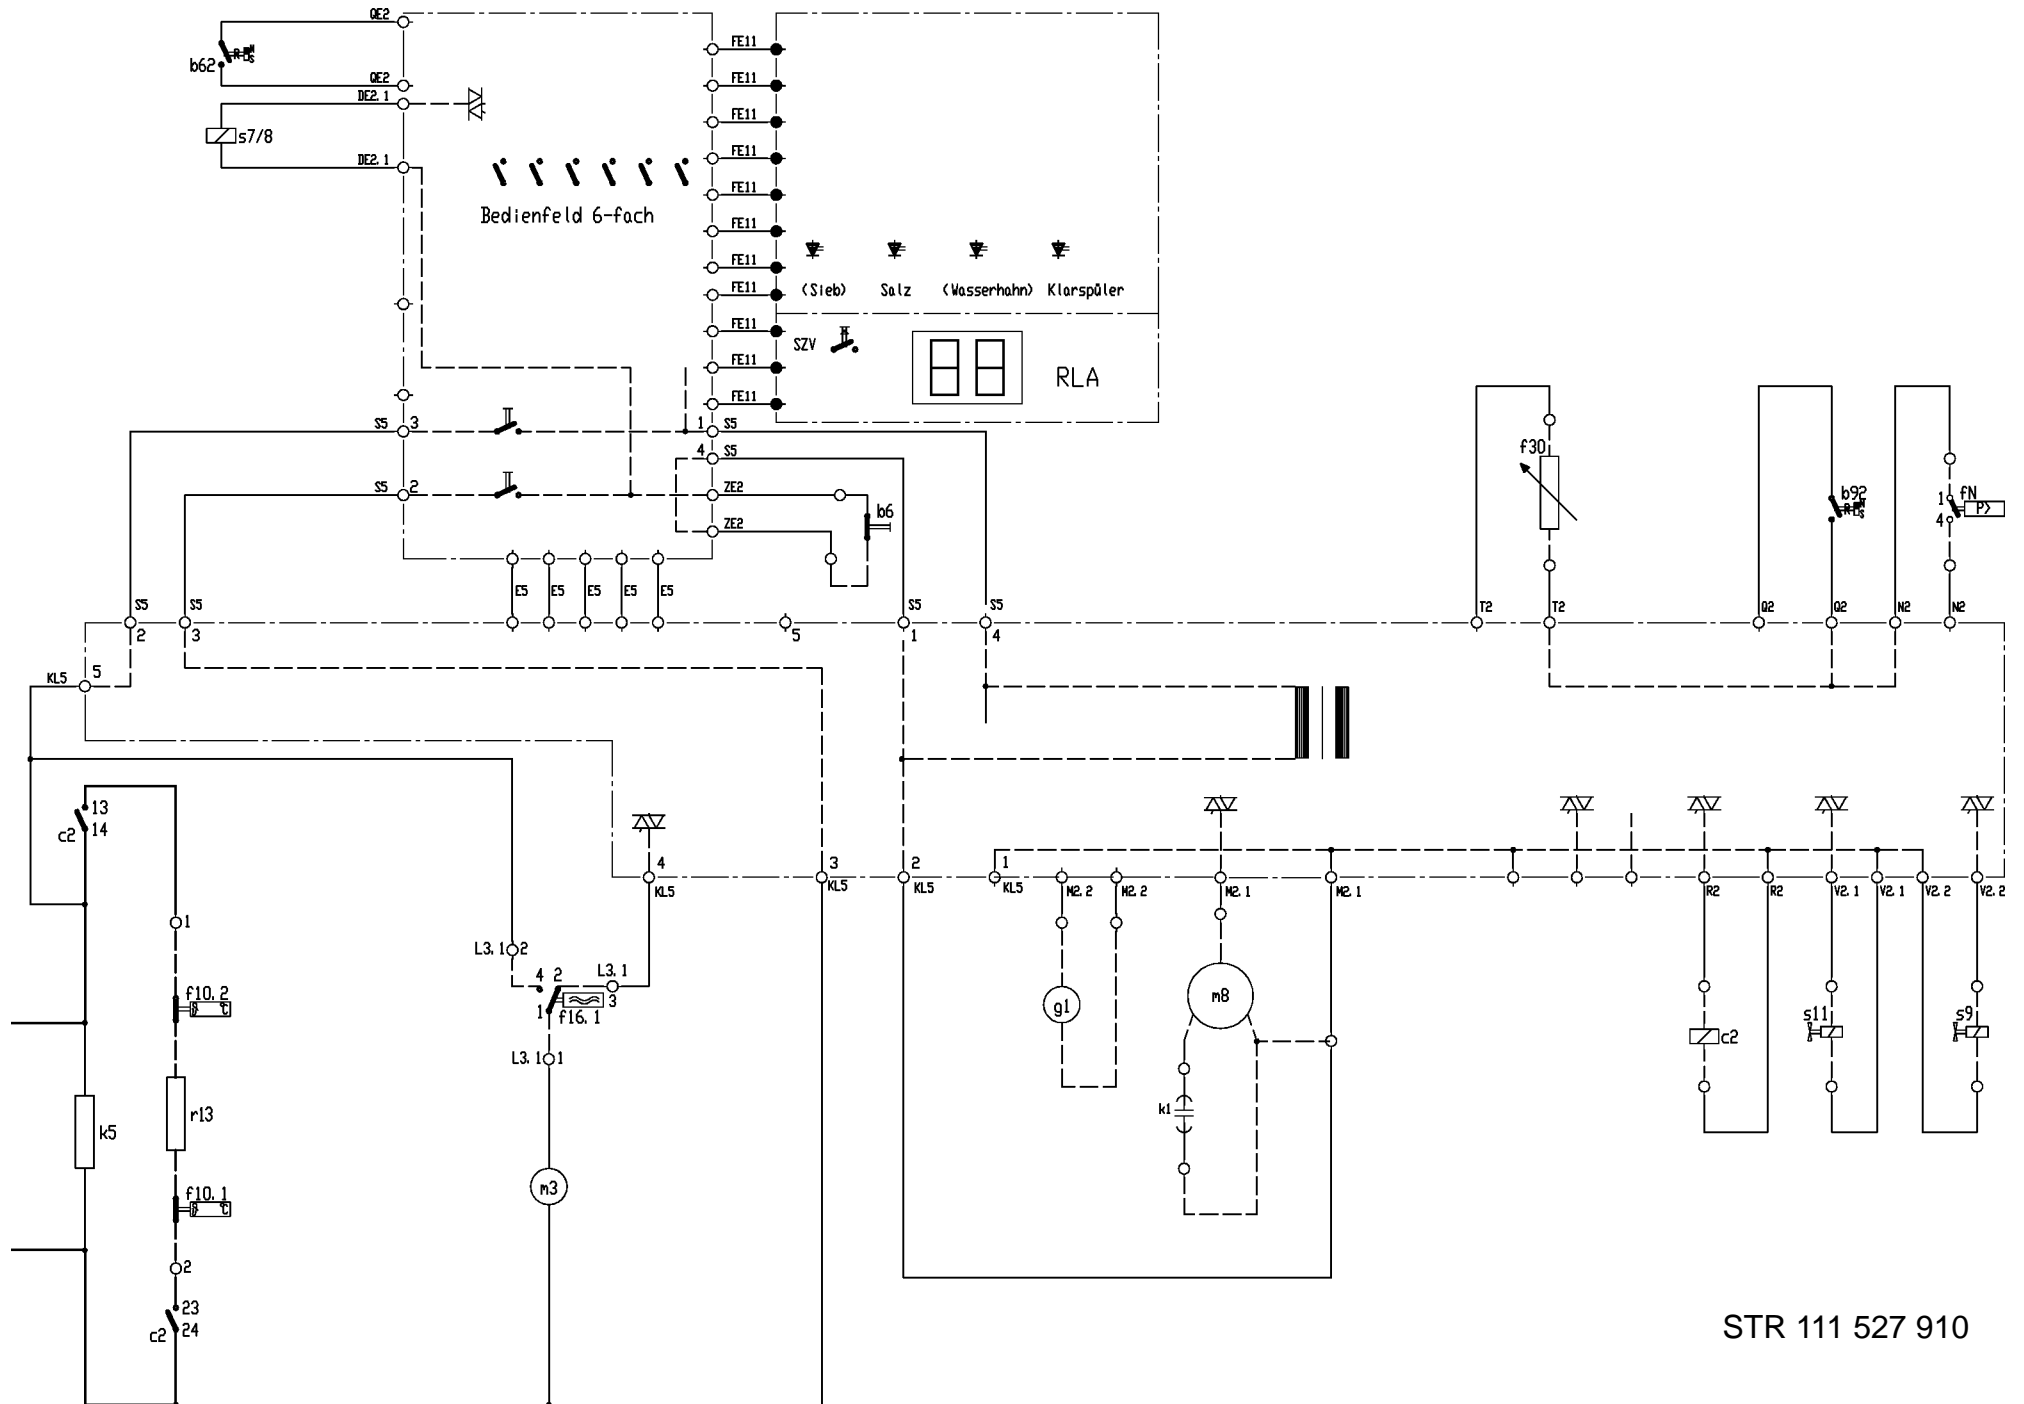 QE2
b62
R
S
QE2
DE2.1
s7/8
DE2.1
Bedienfeld 6-fach
FE11
FE11
FE11
FE11
FE11
FE11
FE11
FE11
FE11
FE11
FE11
(Sieb) Salz (Wasserhahn) Klarspüler
SZV
RLA
S5 3
1 S5
4 S5
S5 2
ZE2
ZE2
b6
E5 E5 E5 E5 E5
f30
b92
fN
1
4
P>
S5 S5 S5 S5 T2 T2 Q2 Q2 N2 N2
2 3 5 1 4
KL5 5
13
14
c2
4 3 2 1
KL5 KL5 KL5 KL5 M2.2 M2.2 M2.1 M2.1 R2 R2 V2.1 V2.1 V2.2 V2.2
1
L3.1 2
4 2 L3.1
3
1 f16.1
L3.1 1
f10.2
°C
g1
m8
c2
s11
s9
r13
k5
k1
m3
f10.1
°C
2
23
24
c2
STR 111 527 910